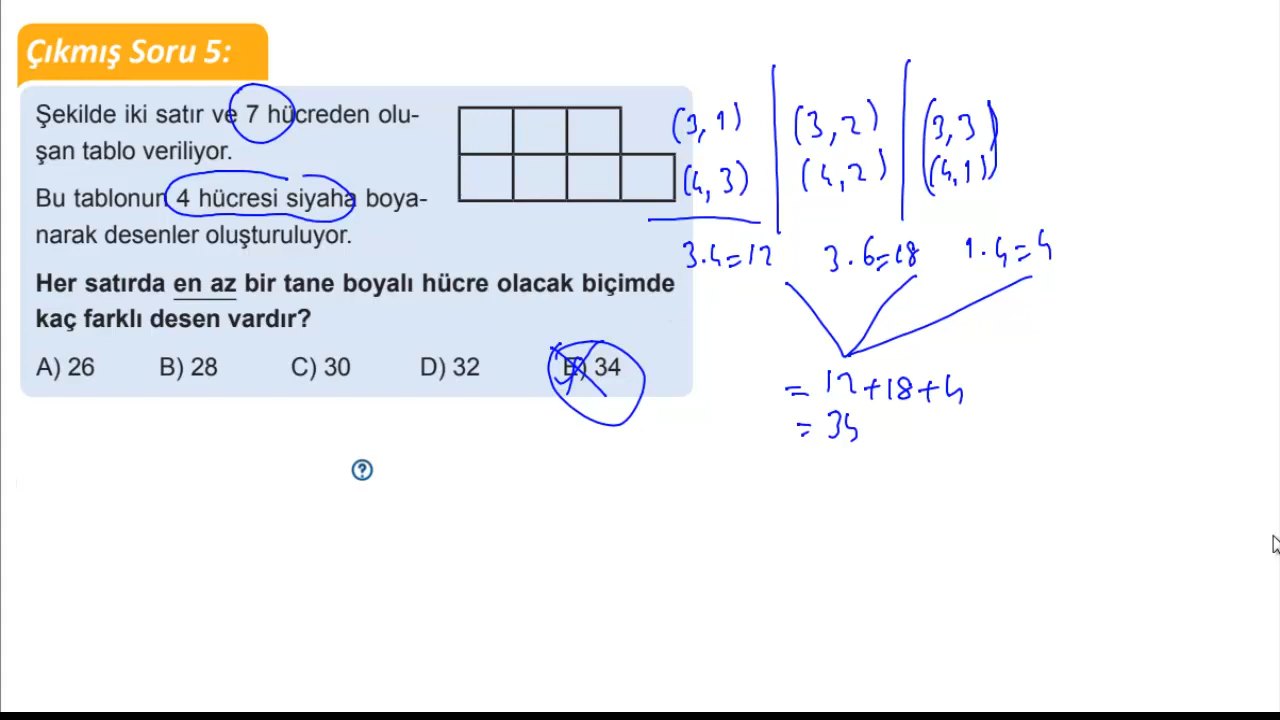 Çıkmış Soru 5:
Şekilde iki satır ve 7 hücreden olu-
şan tablo veriliyor.
Bu tablonun 4 hücresi siyaha boya-
narak desenler oluşturuluyor.
Her satırda en az bir tane boyalı hücre olacak biçimde
kaç farklı desen vardır?
A) 26 B) 28 C) 30 D) 32 E) 34
(3, 1) (3, 2) (3, 3)
(4, 3) (4, 2) (4, 1)
3.4=12 3.6=18 1.4=4
= 12+18+4
= 34
?